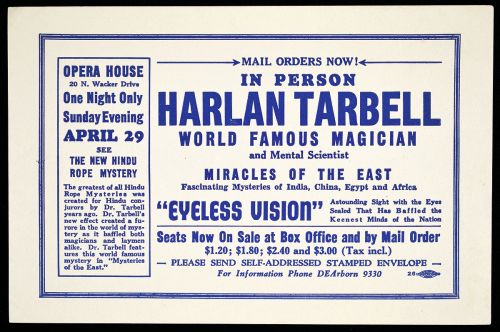 OPERA HOUSE
20 N. Wacker Drive
One Night Only
Sunday Evening
APRIL 29
SEE
THE NEW HINDU
ROPE MYSTERY
The greatest of all Hindu
Rope Mysteries was
created for Hindu con-
jurors by Dr. Tarbell
years ago. Dr. Tarbell's
new effect created a fu-
rore in the world of mys-
tery as it baffled both
magicians and laymen
alike. Dr. Tarbell feat-
ures this world famous
mystery in "Mysteries
of the East."
MAIL ORDERS NOW!
IN PERSON
HARLAN TARBELL
WORLD FAMOUS MAGICIAN
and Mental Scientist
MIRACLES OF THE EAST
Fascinating Mysteries of India, China, Egypt and Africa
"EYELESS VISION"
Astounding Sight with the Eyes
Sealed That Has Baffled the
Keenest Minds of the Nation
Seats Now On Sale at Box Office and by Mail Order
$1.20; $1.80; $2.40 and $3.00 (Tax incl.)
— PLEASE SEND SELF-ADDRESSED STAMPED ENVELOPE —
For Information Phone DEArborn 9330
26